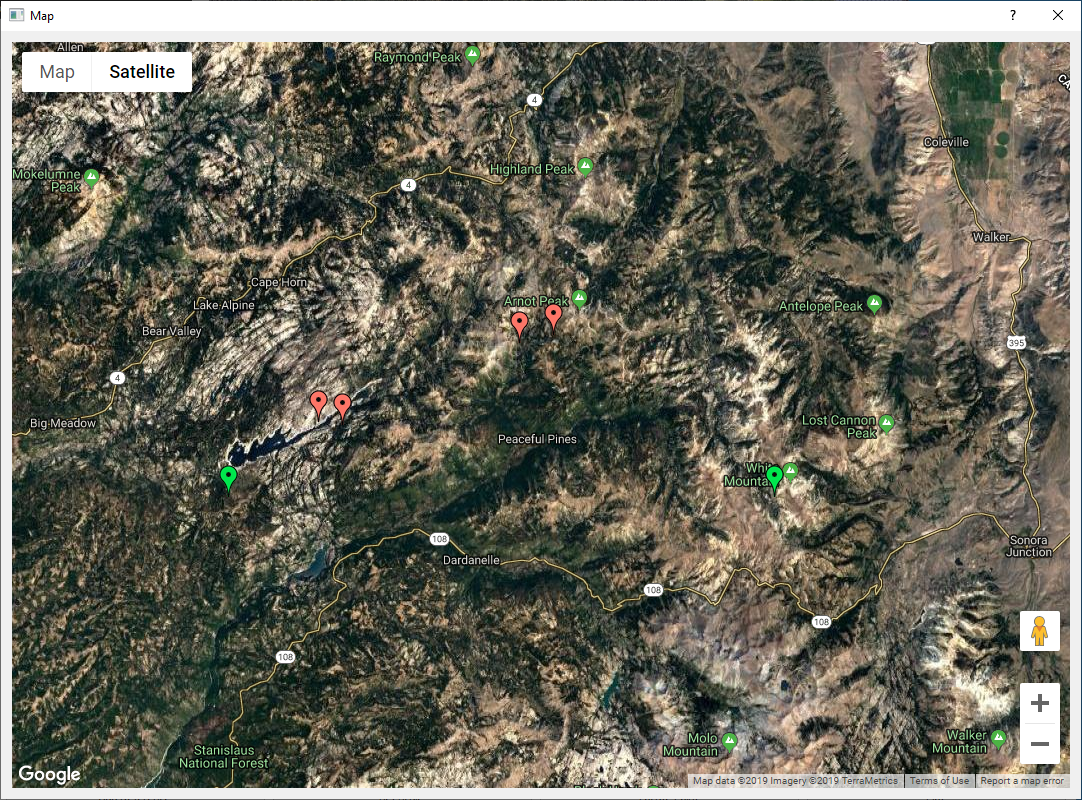 Map
?
Map
Satellite
Allen
Raymond Peak
4
Coleville
Highland Peak
Mokelumne
Peak
4
Walker
Cape Horn
Lake Alpine
Arnot Peak
Antelope Peak
Bear Valley
395
4
Big Meadow
Lost Cannon
Peak
Peaceful Pines
108
Dardanelle
Sonora
Junction
108
108
108
Molo
Mountain
Walker
Mountain
Stanislaus
National Forest
Google
Map data ©2019 Imagery ©2019 TerraMetrics
Terms of Use
Report a map error